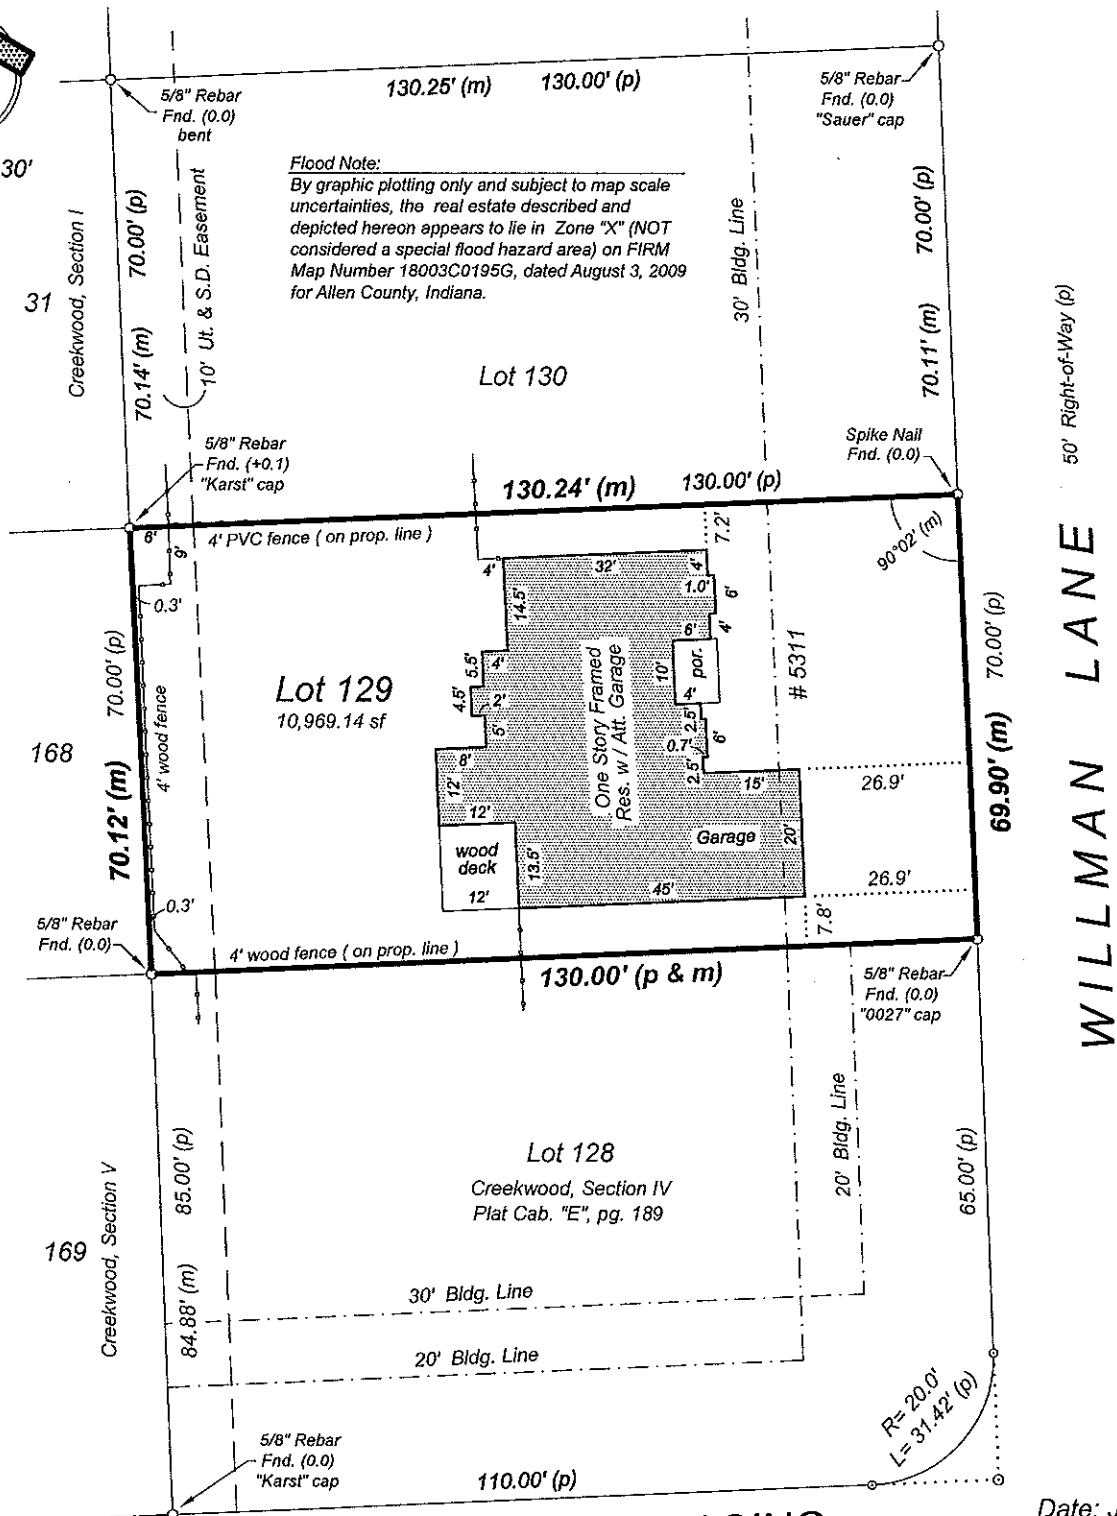 130.25' (m) 130.00' (p)
5/8" Rebar
Fnd. (0.0)
bent
5/8" Rebar
Fnd. (0.0)
"Sauer" cap
30'
Flood Note:
By graphic plotting only and subject to map scale
uncertainties, the real estate described and
depicted hereon appears to lie in Zone "X" (NOT
considered a special flood hazard area) on FIRM
Map Number 18003C0195G, dated August 3, 2009
for Allen County, Indiana.
31
Creekwood, Section I
70.14' (m) 70.00' (p)
10' Ut. & S.D. Easement
30' Bldg. Line
70.11' (m) 70.00' (p)
50' Right-of-Way (p)
Lot 130
5/8" Rebar
Fnd. (+0.1)
"Karst" cap
Spike Nail
Fnd. (0.0)
130.24' (m) 130.00' (p)
6'
9'
4' PVC fence ( on prop. line )
7.2'
90°02' (m)
0.3'
4'
32'
4'
1.0'
6'
14.5'
4'
6'
5.5'
4'
10'
por.
4.5'
2'
4'
5'
2.5'
0.7'
6'
2.5'
8'
12'
12'
15'
One Story Framed
Res. w / Att. Garage
Garage
20'
# 5311
Lot 129
10,969.14 sf
168
70.12' (m) 70.00' (p)
4' wood fence
wood
deck
12'
13.5'
45'
26.9'
26.9'
69.90' (m) 70.00' (p)
WILLMAN LANE
0.3'
7.8'
5/8" Rebar
Fnd. (0.0)
4' wood fence ( on prop. line )
130.00' (p & m)
5/8" Rebar
Fnd. (0.0)
"0027" cap
169
Creekwood, Section V
84.88' (m) 85.00' (p)
Lot 128
Creekwood, Section IV
Plat Cab. "E", pg. 189
20' Bldg. Line
65.00' (p)
30' Bldg. Line
20' Bldg. Line
R= 20.0'
L= 31.42' (p)
5/8" Rebar
Fnd. (0.0)
"Karst" cap
110.00' (p)
Date: